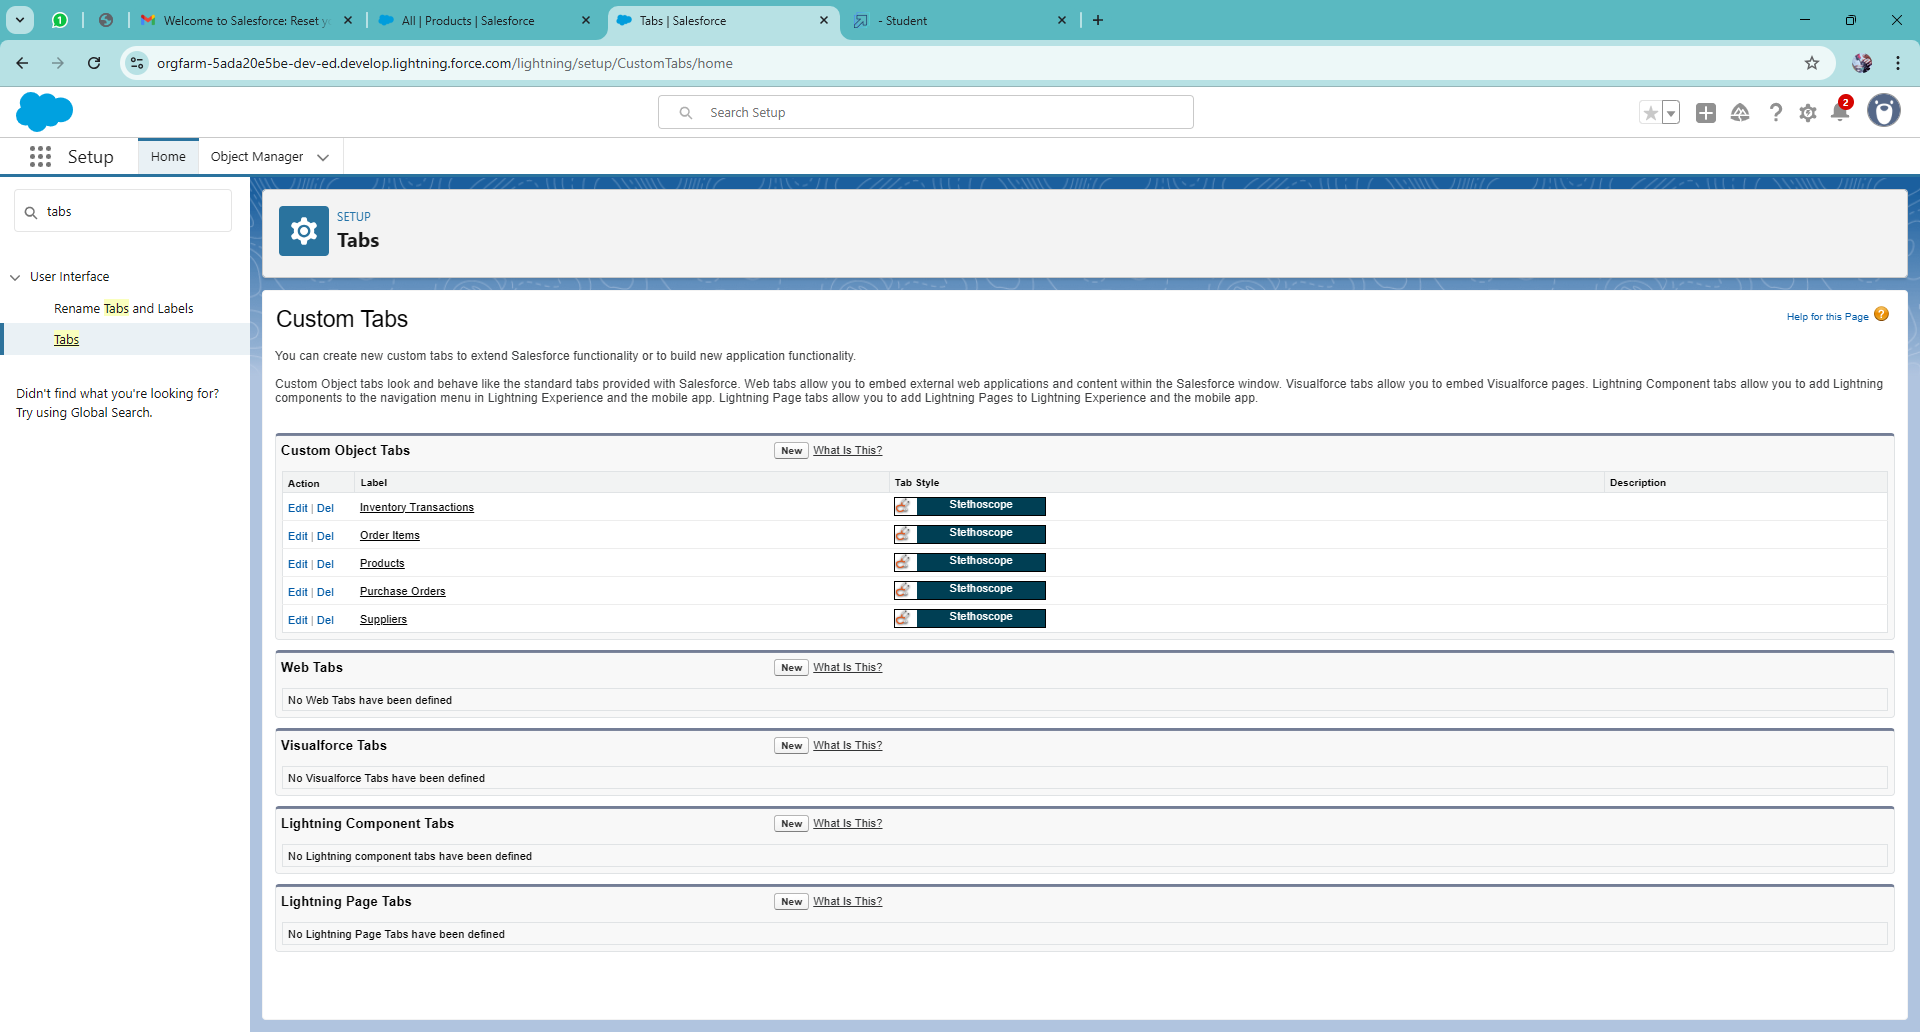 Welcome to Salesforce: Reset y
All | Products | Salesforce
Tabs | Salesforce
- Student
orgfarm-5ada20e5be-dev-ed.develop.lightning.force.com/lightning/setup/CustomTabs/home
Search Setup
2
Setup
Home
Object Manager
tabs
User Interface
Rename Tabs and Labels
Tabs
Didn't find what you're looking for?
Try using Global Search.
SETUP
Tabs
Custom Tabs
Help for this Page ?
You can create new custom tabs to extend Salesforce functionality or to build new application functionality.
Custom Object tabs look and behave like the standard tabs provided with Salesforce. Web tabs allow you to embed external web applications and content within the Salesforce window. Visualforce tabs allow you to embed Visualforce pages. Lightning Component tabs allow you to add Lightning
components to the navigation menu in Lightning Experience and the mobile app. Lightning Page tabs allow you to add Lightning Pages to Lightning Experience and the mobile app.
Custom Object Tabs New What Is This?
Action Label Tab Style Description
Edit | Del Inventory Transactions Stethoscope
Edit | Del Order Items Stethoscope
Edit | Del Products Stethoscope
Edit | Del Purchase Orders Stethoscope
Edit | Del Suppliers Stethoscope
Web Tabs New What Is This?
No Web Tabs have been defined
Visualforce Tabs New What Is This?
No Visualforce Tabs have been defined
Lightning Component Tabs New What Is This?
No Lightning component tabs have been defined
Lightning Page Tabs New What Is This?
No Lightning Page Tabs have been defined